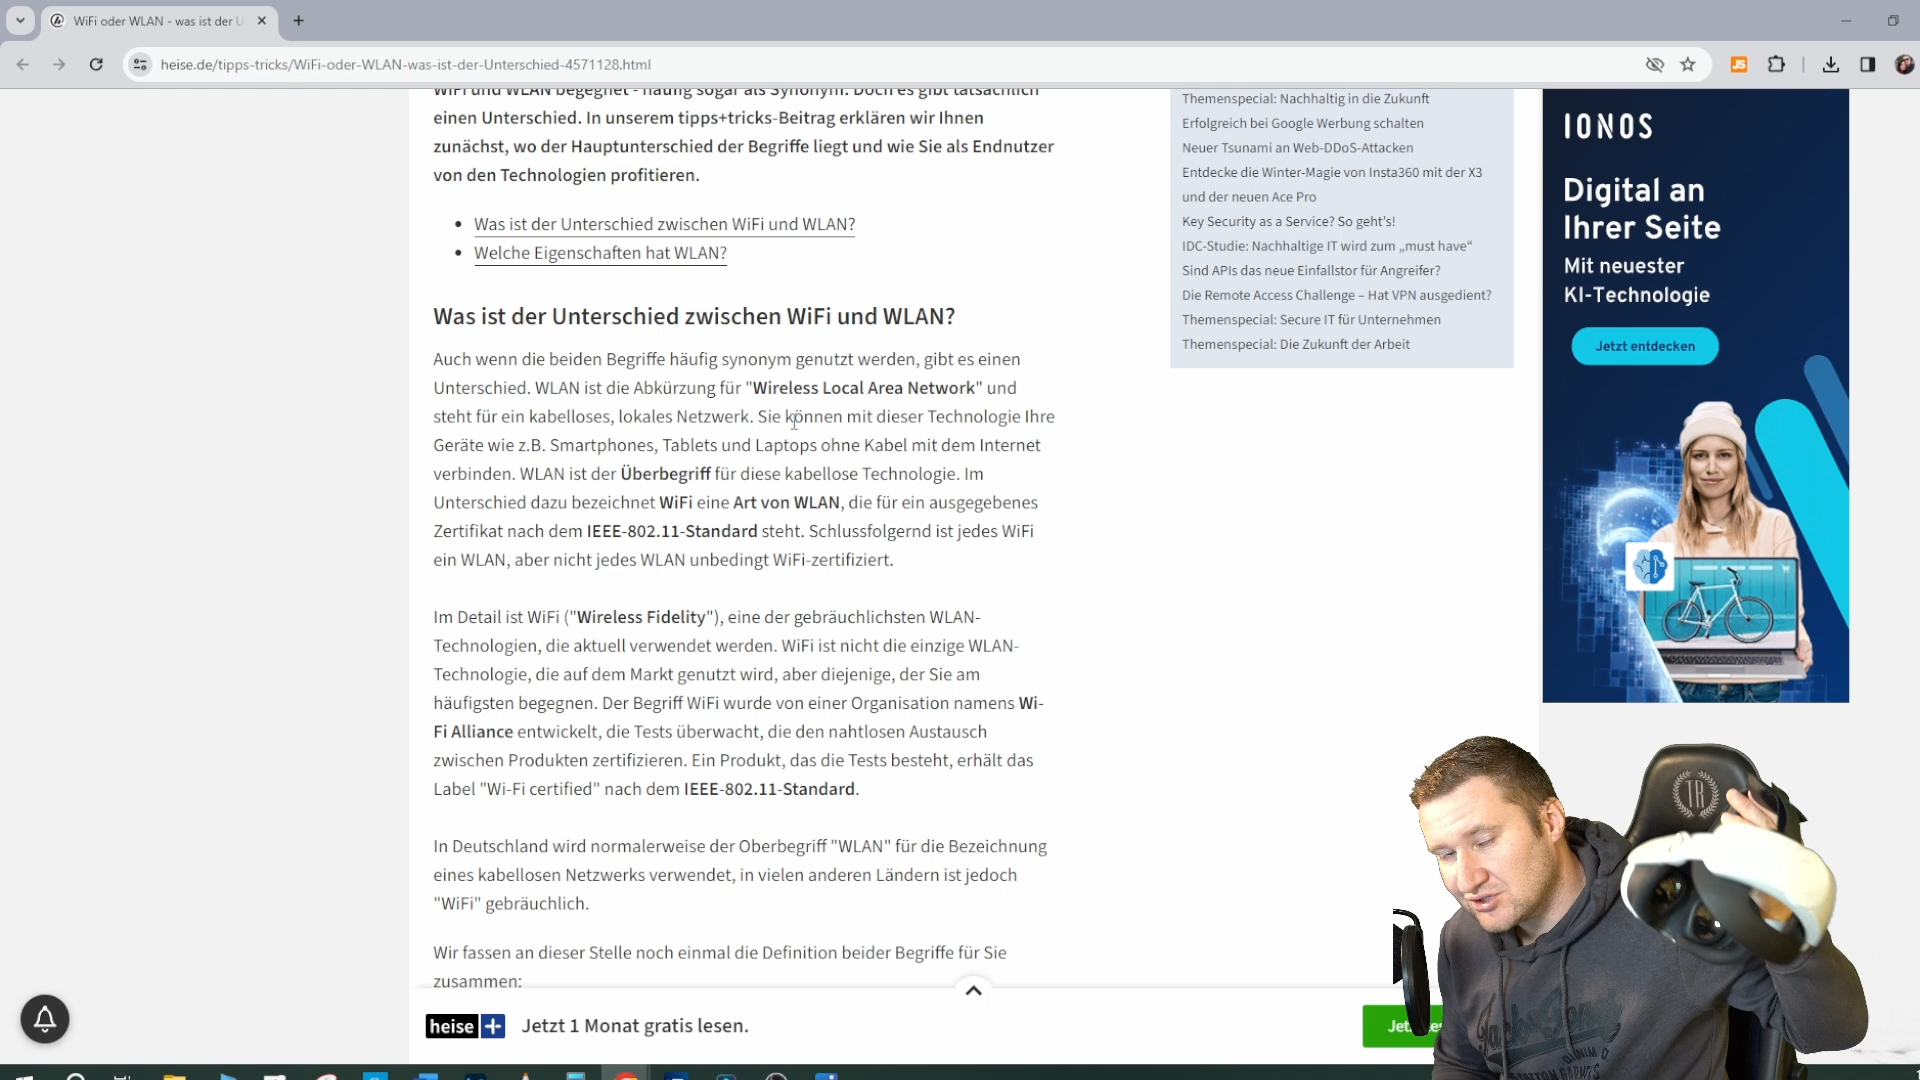 WiFi oder WLAN - was ist der U
heise.de/tipps-tricks/WiFi-oder-WLAN-was-ist-der-Unterschied-4571128.html
JS
WiFi und WLAN begegnet - häufig sogar als Synonym. Doch es gibt tatsächlich
einen Unterschied. In unserem tipps+tricks-Beitrag erklären wir Ihnen
zunächst, wo der Hauptunterschied der Begriffe liegt und wie Sie als Endnutzer
von den Technologien profitieren.
• Was ist der Unterschied zwischen WiFi und WLAN?
• Welche Eigenschaften hat WLAN?
Was ist der Unterschied zwischen WiFi und WLAN?
Auch wenn die beiden Begriffe häufig synonym genutzt werden, gibt es einen
Unterschied. WLAN ist die Abkürzung für "Wireless Local Area Network" und
steht für ein kabelloses, lokales Netzwerk. Sie können mit dieser Technologie Ihre
Geräte wie z.B. Smartphones, Tablets und Laptops ohne Kabel mit dem Internet
verbinden. WLAN ist der Überbegriff für diese kabellose Technologie. Im
Unterschied dazu bezeichnet WiFi eine Art von WLAN, die für ein ausgegebenes
Zertifikat nach dem IEEE-802.11-Standard steht. Schlussfolgernd ist jedes WiFi
ein WLAN, aber nicht jedes WLAN unbedingt WiFi-zertifiziert.
Im Detail ist WiFi ("Wireless Fidelity"), eine der gebräuchlichsten WLAN-
Technologien, die aktuell verwendet werden. WiFi ist nicht die einzige WLAN-
Technologie, die auf dem Markt genutzt wird, aber diejenige, der Sie am
häufigsten begegnen. Der Begriff WiFi wurde von einer Organisation namens Wi-
Fi Alliance entwickelt, die Tests überwacht, die den nahtlosen Austausch
zwischen Produkten zertifizieren. Ein Produkt, das die Tests besteht, erhält das
Label "Wi-Fi certified" nach dem IEEE-802.11-Standard.
In Deutschland wird normalerweise der Oberbegriff "WLAN" für die Bezeichnung
eines kabellosen Netzwerks verwendet, in vielen anderen Ländern ist jedoch
"WiFi" gebräuchlich.
Wir fassen an dieser Stelle noch einmal die Definition beider Begriffe für Sie
zusammen:
heise+ Jetzt 1 Monat gratis lesen.
Themenspecial: Nachhaltig in die Zukunft
Erfolgreich bei Google Werbung schalten
Neuer Tsunami an Web-DDoS-Attacken
Entdecke die Winter-Magie von Insta360 mit der X3
und der neuen Ace Pro
Key Security as a Service? So geht's!
IDC-Studie: Nachhaltige IT wird zum „must have“
Sind APIs das neue Einfallstor für Angreifer?
Die Remote Access Challenge – Hat VPN ausgedient?
Themenspecial: Secure IT für Unternehmen
Themenspecial: Die Zukunft der Arbeit
IONOS
Digital an
Ihrer Seite
Mit neuester
KI-Technologie
Jetzt entdecken
TR